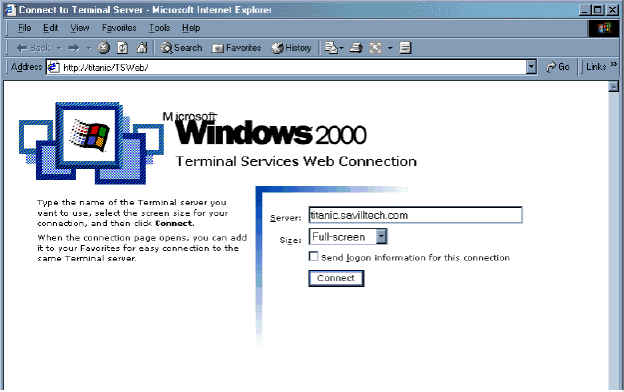 Connect to Terminal Server - Microsoft Internet Explorer
File Edit View Favorites Tools Help
Back Search Favorites History
Address http://titanic/TSWeb/ Go Links »
Microsoft
Windows 2000
Terminal Services Web Connection
Type the name of the Terminal server you
want to use, select the screen size for your
connection, and then click Connect.
When the connection page opens, you can add
it to your Favorites for easy connection to the
same Terminal server.
Server: titanic.savilltech.com
Size: Full-screen
Send logon information for this connection
Connect